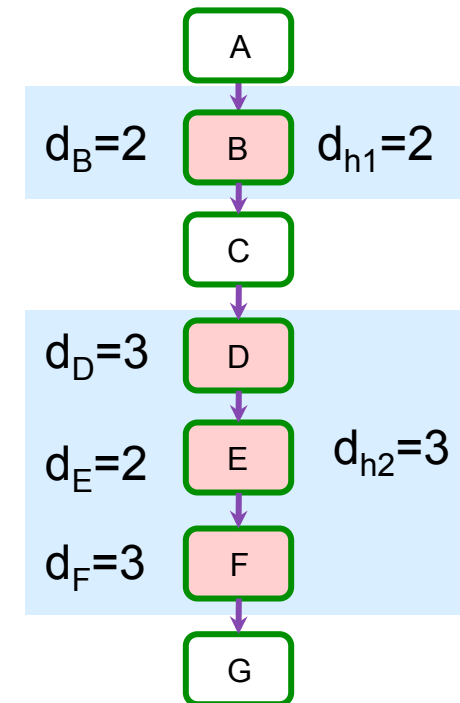 A
d_B=2 B d_h1=2
C
d_D=3 D
E d_h2=3
d_E=2
d_F=3 F
G